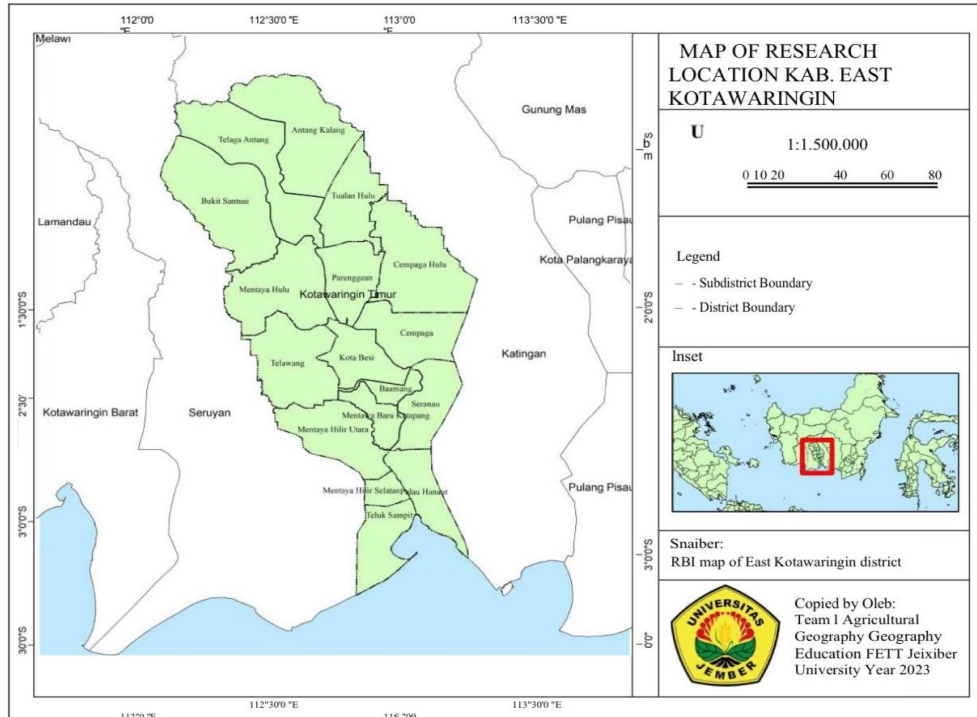 112°0'0
"E
112°30'0 "E
113°0'0
"E
113°30'0 "E
Melawi
Gunung Mas
Antang Kalang
Telaga Antang
Tualan Hulu
Bukit Santuai
Lamandau
Pulang Pisau
Kota Palangkaraya
Cempaga Hulu
Parenggean
Mentaya Hulu
Kotawaringin Timur
1°30'0"S
2°0'0"S
Cempaga
Katingan
Kota Besi
Telawang
Baamang
2°30'
Seranau
Kotawaringin Barat
Seruyan
Mentaya Baru Ketapang
Mentaya Hilir Utara
Pulang Pisau
Mentaya Hilir Selatan
Pulau Hanaut
Teluk Sampit
3°0'0"S
3°0'0"S
30'0"S
112°30'0 "E
113°30'0 "E
MAP OF RESEARCH
LOCATION KAB. EAST
KOTAWARINGIN
U
1:1.500.000
0 10 20 40 60 80
Legend
– - Subdistrict Boundary
– - District Boundary
Inset
Snaiber:
RBI map of East Kotawaringin district
UNIVERSITAS
JEMBER
Copied by Oleb:
Team l Agricultural
Geography Geography
Education FETT Jeixiber
University Year 2023